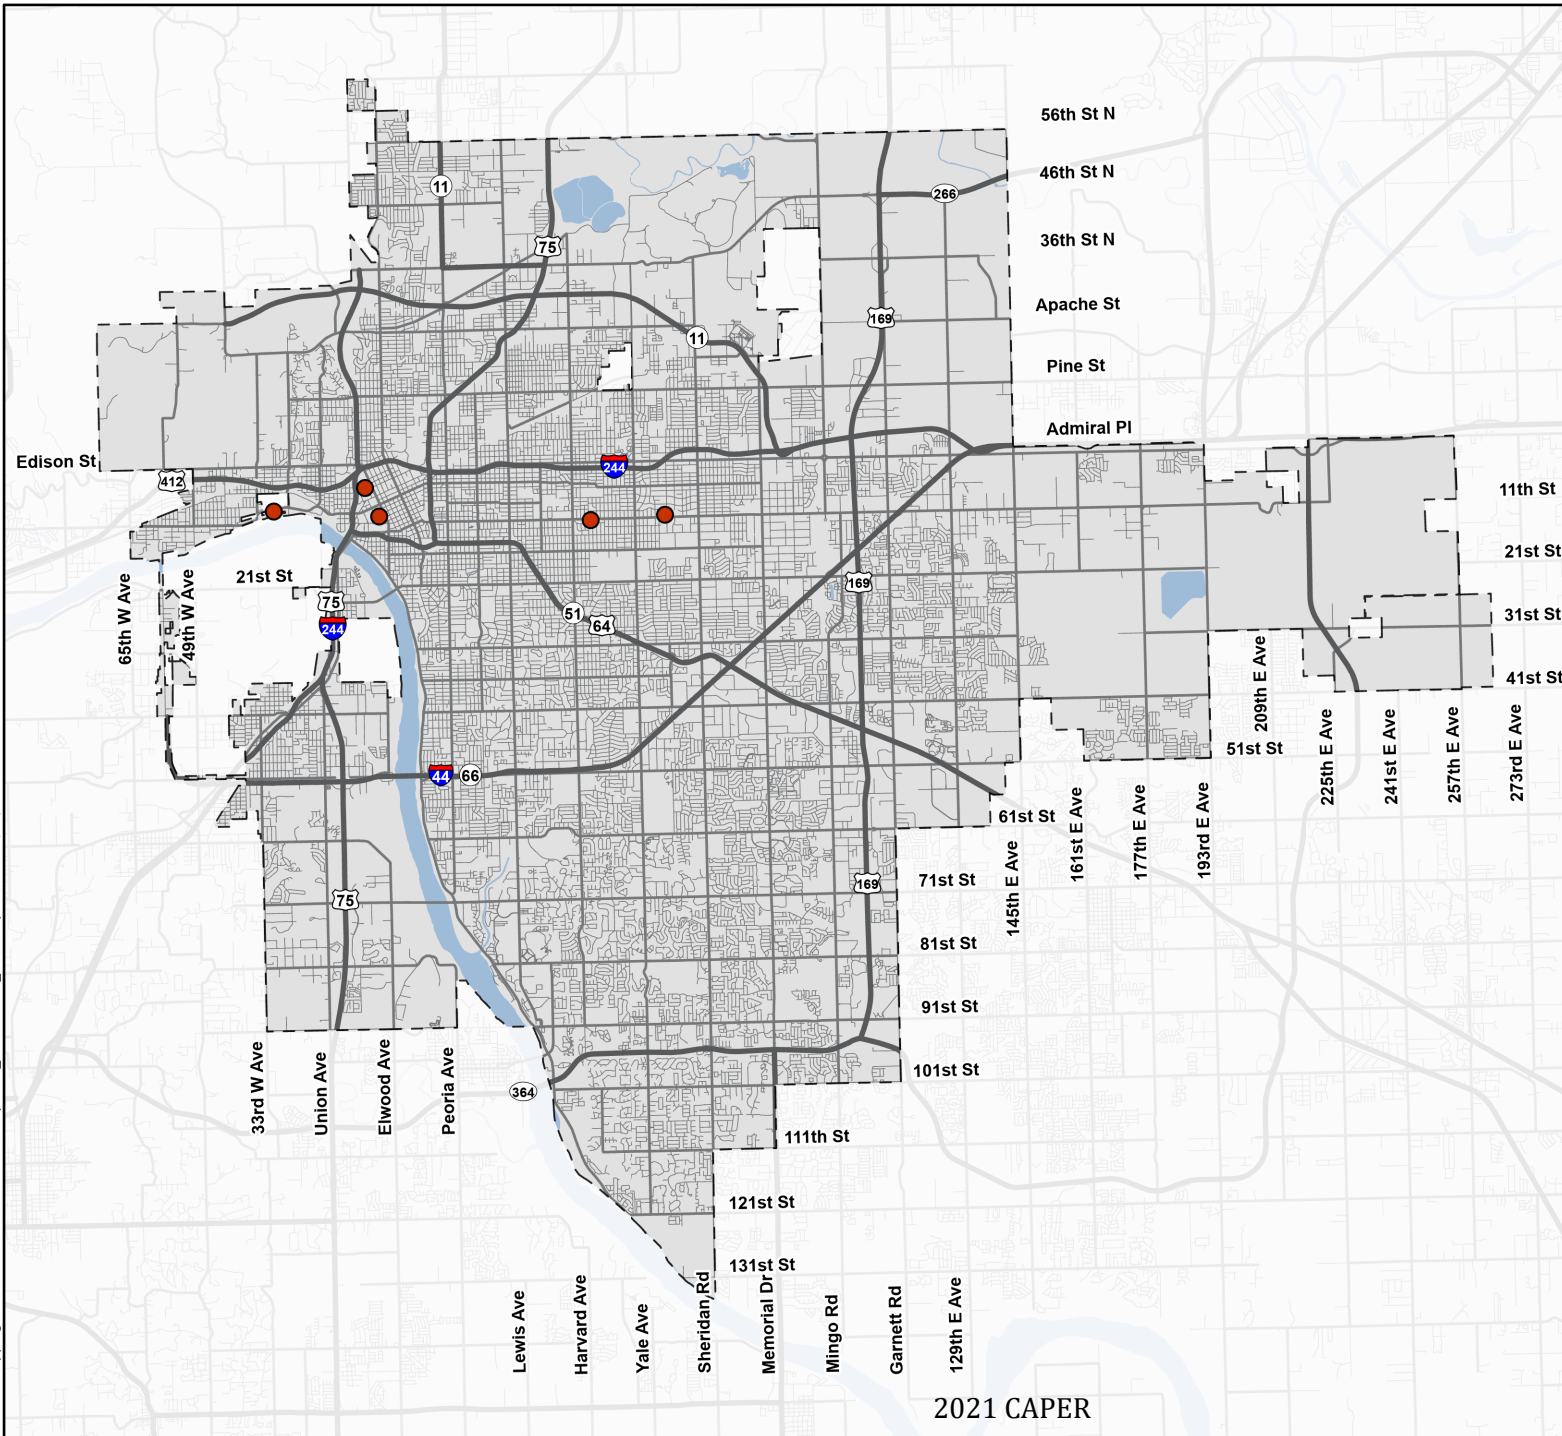 56th St N
46th St N
11
266
36th St N
75
Apache St
169
11
Pine St
Admiral Pl
Edison St
244
412
11th St
21st St
65th W Ave
49th W Ave
21st St
169
75
51
64
31st St
244
209th E Ave
41st St
225th E Ave
241st E Ave
257th E Ave
273rd E Ave
51st St
44
66
61st St
145th E Ave
161st E Ave
177th E Ave
193rd E Ave
71st St
169
75
81st St
91st St
33rd W Ave
Union Ave
Elwood Ave
Peoria Ave
101st St
364
111th St
121st St
131st St
Lewis Ave
Harvard Ave
Yale Ave
Sheridan Rd
Memorial Dr
Mingo Rd
Garnett Rd
129th E Ave
2021 CAPER